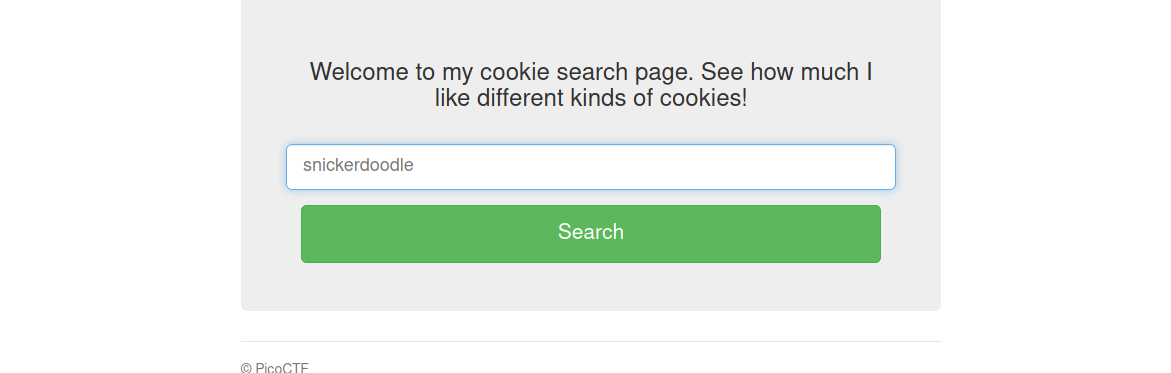 Welcome to my cookie search page. See how much I
like different kinds of cookies!
snickerdoodle
Search
© PicoCTF